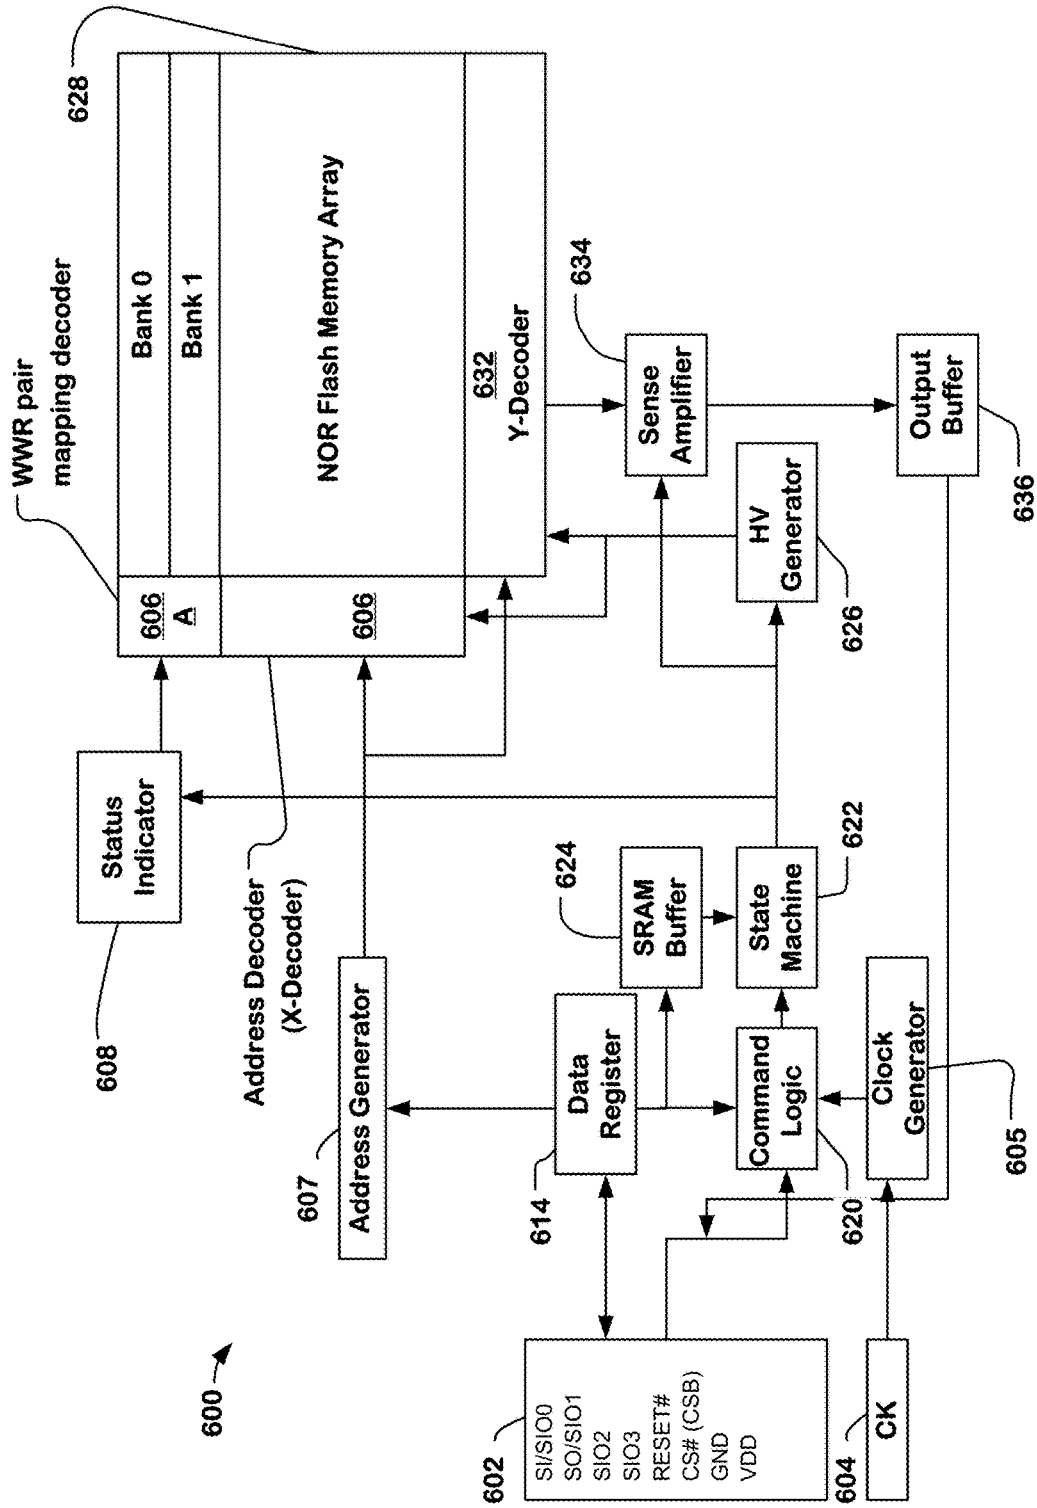 628
WWR pair
mapping decoder
Bank 0
Bank 1
NOR Flash Memory Array
606
A
606
632
Y-Decoder
Status
Indicator
608
Address Decoder
(X-Decoder)
Address Generator
607
634
Sense
Amplifier
HV
Generator
626
Output
Buffer
636
624
SRAM
Buffer
State
Machine
622
Data
Register
614
Command
Logic
620
Clock
Generator
605
600
602
SI/SIO0
SO/SIO1
SIO2
SIO3
RESET#
CS# (CSB)
GND
VDD
604
CK